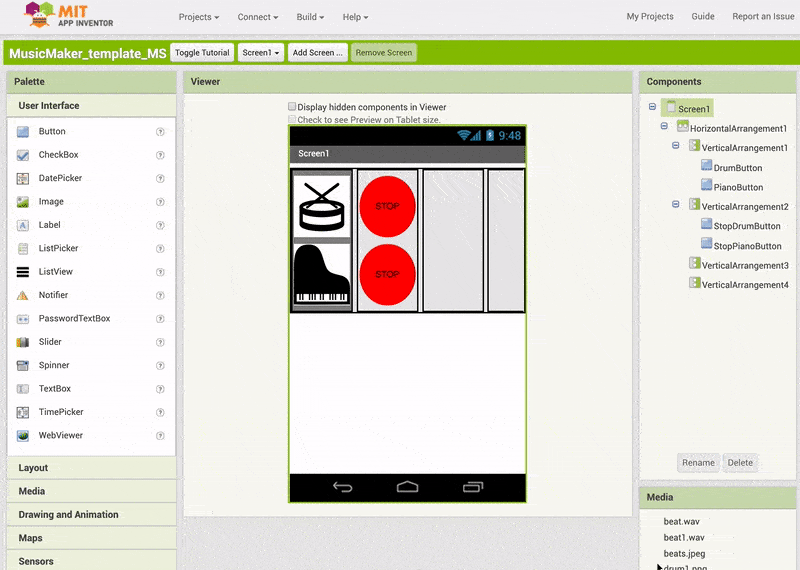 MIT
APP INVENTOR
Projects Connect Build Help
My Projects Guide Report an Issue
MusicMaker_template_MS Toggle Tutorial Screen1 Add Screen ... Remove Screen
Palette
User Interface
Button ?
CheckBox ?
DatePicker ?
Image ?
Label ?
ListPicker ?
ListView ?
Notifier ?
PasswordTextBox ?
Slider ?
Spinner ?
TextBox ?
TimePicker ?
WebViewer ?
Layout
Media
Drawing and Animation
Maps
Sensors
Viewer
Display hidden components in Viewer
Check to see Preview on Tablet size.
9:48
Screen1
STOP
STOP
Components
Screen1
HorizontalArrangement1
VerticalArrangement1
DrumButton
PianoButton
VerticalArrangement2
StopDrumButton
StopPianoButton
VerticalArrangement3
VerticalArrangement4
Rename Delete
Media
beat.wav
beat1.wav
beats.jpeg
drum1.png